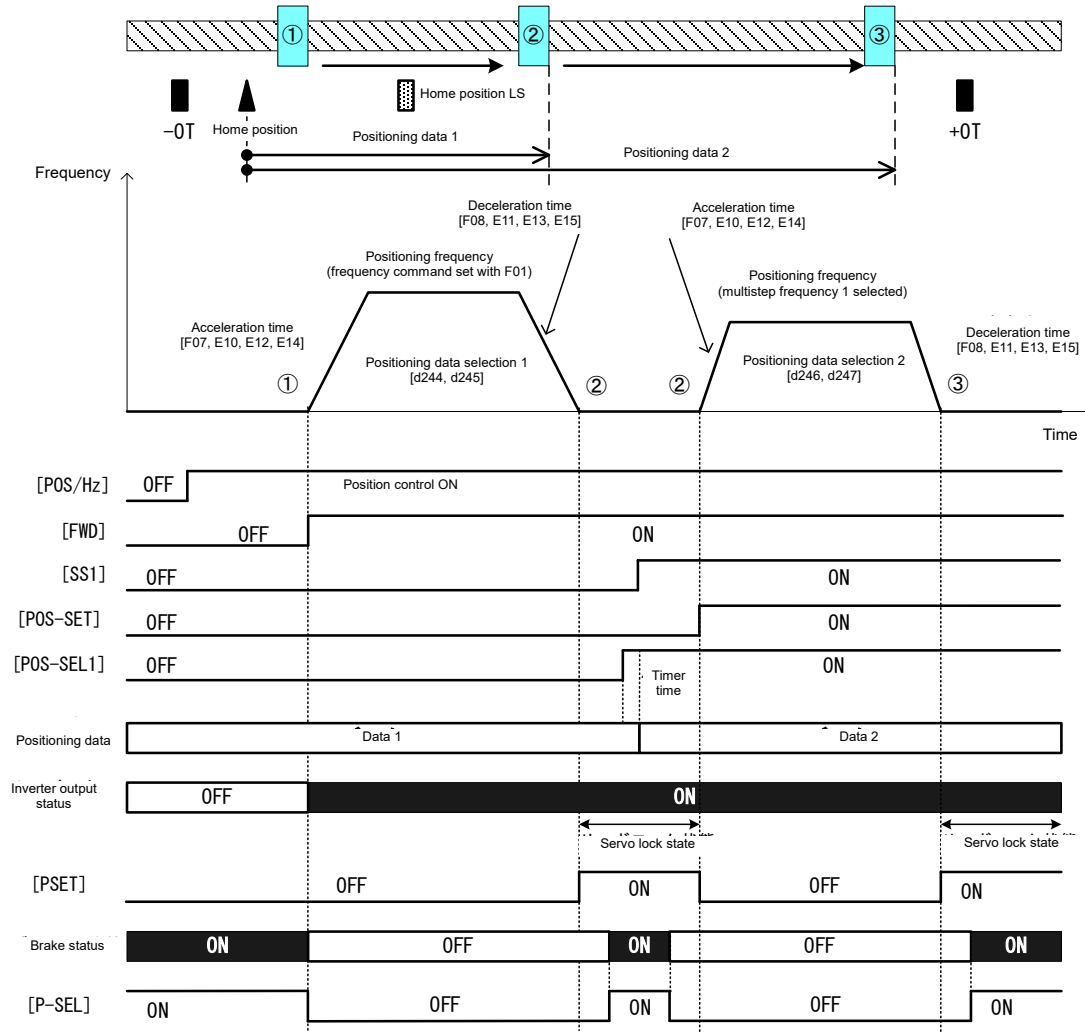 ①
②
③
Home position LS
-OT
Home position
+OT
Positioning data 1
Positioning data 2
Frequency
Deceleration time
[F08, E11, E13, E15]
Acceleration time
[F07, E10, E12, E14]
Positioning frequency
(frequency command set with F01)
Positioning frequency
(multistep frequency 1 selected)
Acceleration time
[F07, E10, E12, E14]
Deceleration time
[F08, E11, E13, E15]
Positioning data selection 1
[d244, d245]
Positioning data selection 2
[d246, d247]
①
②
②
③
Time
[POS/Hz]
OFF
Position control ON
[FWD]
OFF
ON
[SS1]
OFF
ON
[POS-SET]
OFF
ON
[POS-SEL1]
OFF
Timer
time
ON
Positioning data
Data 1
Data 2
Inverter output
status
OFF
ON
Servo lock state
Servo lock state
[PSET]
OFF
ON
OFF
ON
Brake status
ON
OFF
ON
OFF
ON
[P-SEL]
ON
OFF
ON
OFF
ON